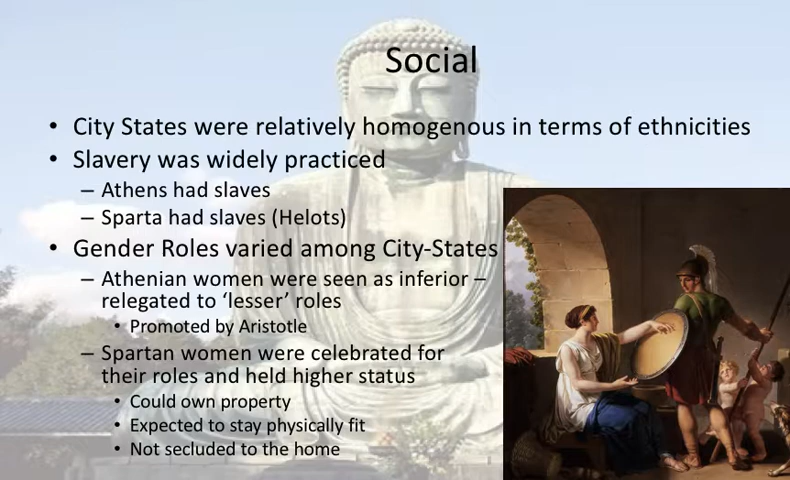 Social
• City States were relatively homogenous in terms of ethnicities
• Slavery was widely practiced
– Athens had slaves
– Sparta had slaves (Helots)
• Gender Roles varied among City-States
– Athenian women were seen as inferior –
relegated to ‘lesser’ roles
• Promoted by Aristotle
– Spartan women were celebrated for
their roles and held higher status
• Could own property
• Expected to stay physically fit
• Not secluded to the home